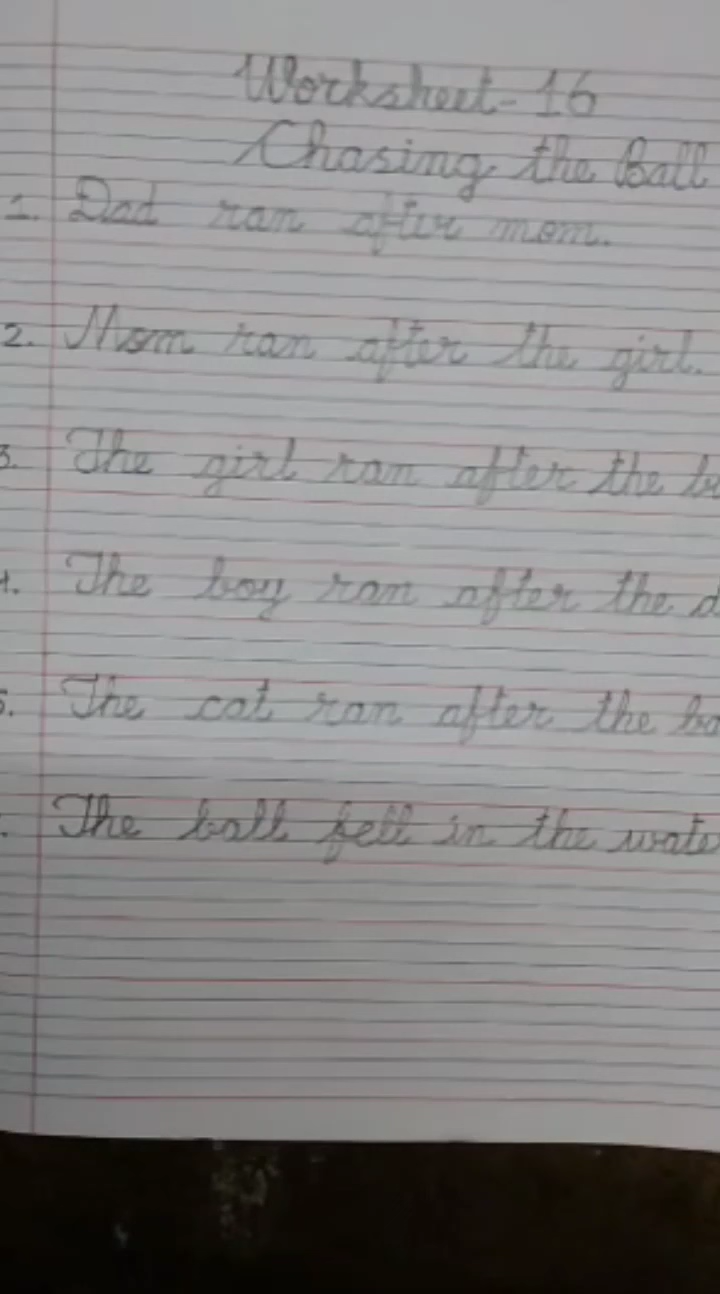 Worksheet-16
Chasing the Ball
1. Dad ran after mom.
2. Mom ran after the girl.
3. The girl ran after the
4. The boy ran after the
5. The cat ran after the
The ball fell in the